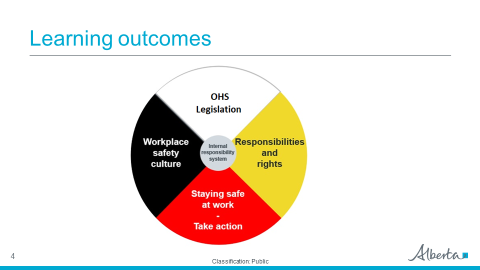 Learning outcomes
OHS
Legislation
Workplace
safety
culture
Internal
responsibility
system
Responsibilities
and
rights
Staying safe
at work
-
Take action
4
Classification: Public
Alberta